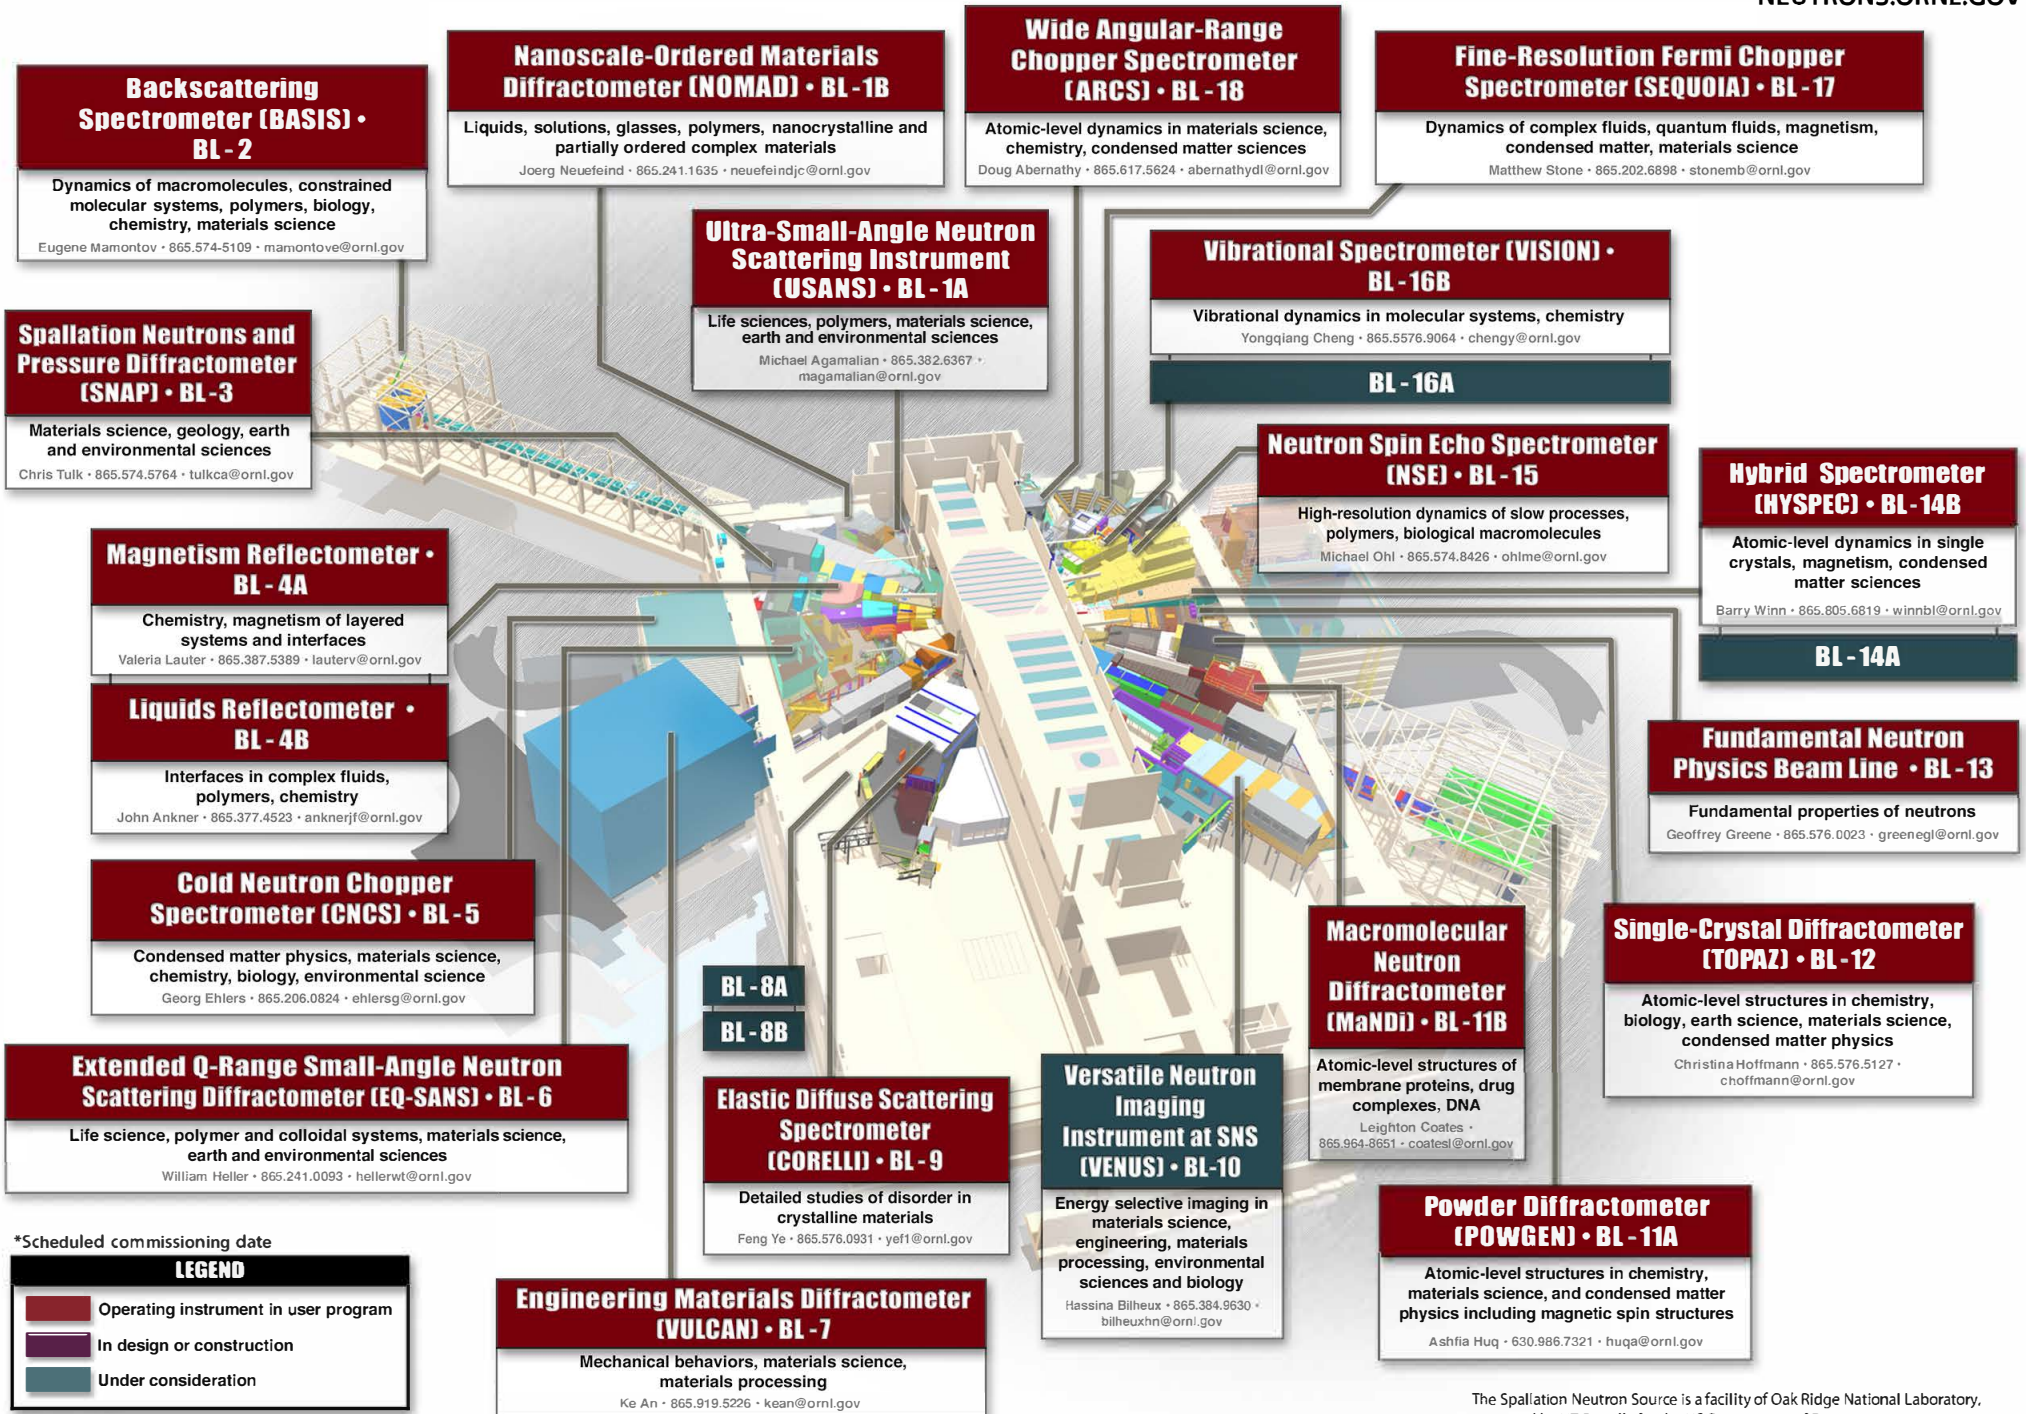 NEUTRONS.ORNL.GOV
Backscattering
Spectrometer (BASIS) •
BL - 2
Dynamics of macromolecules, constrained
molecular systems, polymers, biology,
chemistry, materials science
Eugene Mamontov • 865.574-5109 • mamontove@ornl.gov
Nanoscale-Ordered Materials
Diffractometer (NOMAD) • BL - 1B
Liquids, solutions, glasses, polymers, nanocrystalline and
partially ordered complex materials
Joerg Neuefeind • 865.241.1635 • neuefeindjc@ornl.gov
Wide Angular-Range
Chopper Spectrometer
(ARCS) • BL - 18
Atomic-level dynamics in materials science,
chemistry, condensed matter sciences
Doug Abernathy • 865.617.5624 • abernathydl@ornl.gov
Fine-Resolution Fermi Chopper
Spectrometer (SEQUOIA) • BL - 17
Dynamics of complex fluids, quantum fluids, magnetism,
condensed matter, materials science
Matthew Stone • 865.202.6898 • stonemb@ornl.gov
Ultra-Small-Angle Neutron
Scattering Instrument
(USANS) • BL - 1A
Life sciences, polymers, materials science,
earth and environmental sciences
Michael Agamalian • 865.382.6367 •
magamalian@ornl.gov
Vibrational Spectrometer (VISION) •
BL - 16B
Vibrational dynamics in molecular systems, chemistry
Yongqiang Cheng • 865.5576.9064 • chengy@ornl.gov
BL - 16A
Spallation Neutrons and
Pressure Diffractometer
(SNAP) • BL - 3
Materials science, geology, earth
and environmental sciences
Chris Tulk • 865.574.5764 • tulkca@ornl.gov
Neutron Spin Echo Spectrometer
(NSE) • BL - 15
High-resolution dynamics of slow processes,
polymers, biological macromolecules
Michael Ohl • 865.574.8426 • ohlme@ornl.gov
Hybrid Spectrometer
(HYSPEC) • BL - 14B
Atomic-level dynamics in single
crystals, magnetism, condensed
matter sciences
Barry Winn • 865.805.6819 • winnbl@ornl.gov
BL - 14A
Magnetism Reflectometer •
BL - 4A
Chemistry, magnetism of layered
systems and interfaces
Valeria Lauter • 865.387.5389 • lauterv@ornl.gov
Liquids Reflectometer •
BL - 4B
Interfaces in complex fluids,
polymers, chemistry
John Ankner • 865.377.4523 • anknerjf@ornl.gov
Fundamental Neutron
Physics Beam Line • BL - 13
Fundamental properties of neutrons
Geoffrey Greene • 865.576.0023 • greenegl@ornl.gov
Cold Neutron Chopper
Spectrometer (CNCS) • BL - 5
Condensed matter physics, materials science,
chemistry, biology, environmental science
Georg Ehlers • 865.206.0824 • ehlersg@ornl.gov
BL - 8A
BL - 8B
Macromolecular
Neutron
Diffractometer
(MaNDi) • BL - 11B
Atomic-level structures of
membrane proteins, drug
complexes, DNA
Leighton Coates •
865.964-8651 • coatesl@ornl.gov
Single-Crystal Diffractometer
(TOPAZ) • BL - 12
Atomic-level structures in chemistry,
biology, earth science, materials science,
condensed matter physics
Christina Hoffmann • 865.576.5127 •
choffmann@ornl.gov
Extended Q-Range Small-Angle Neutron
Scattering Diffractometer (EQ-SANS) • BL - 6
Life science, polymer and colloidal systems, materials science,
earth and environmental sciences
William Heller • 865.241.0093 • hellerwt@ornl.gov
Elastic Diffuse Scattering
Spectrometer
(CORELLI) • BL - 9
Detailed studies of disorder in
crystalline materials
Feng Ye • 865.576.0931 • yef1@ornl.gov
Versatile Neutron
Imaging
Instrument at SNS
(VENUS) • BL-10
Energy selective imaging in
materials science,
engineering, materials
processing, environmental
sciences and biology
Hassina Bilheux • 865.384.9630 •
bilheuxhn@ornl.gov
Powder Diffractometer
(POWGEN) • BL - 11A
Atomic-level structures in chemistry,
materials science, and condensed matter
physics including magnetic spin structures
Ashfia Huq • 630.986.7321 • huqa@ornl.gov
*Scheduled commissioning date
LEGEND
Operating instrument in user program
In design or construction
Under consideration
Engineering Materials Diffractometer
(VULCAN) • BL - 7
Mechanical behaviors, materials science,
materials processing
Ke An • 865.919.5226 • kean@ornl.gov
The Spallation Neutron Source is a facility of Oak Ridge National Laboratory,